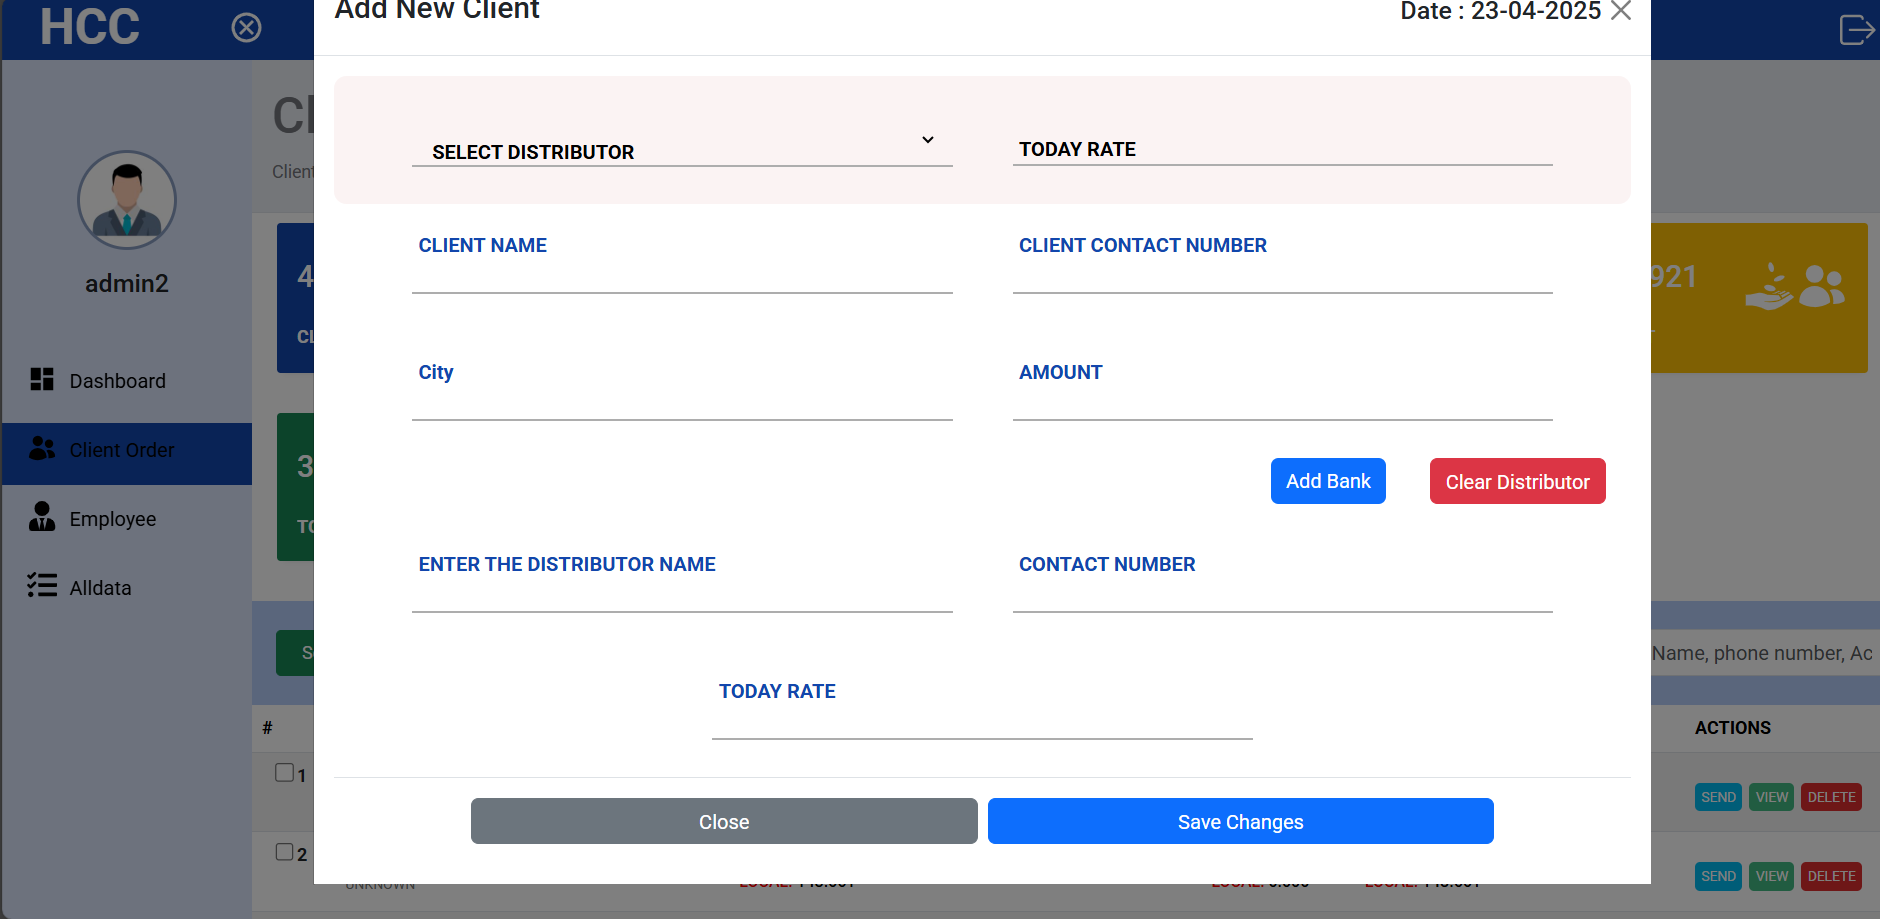 HCC
Add New Client
Date : 23-04-2025
SELECT DISTRIBUTOR
TODAY RATE
Client
admin2
CLIENT NAME
CLIENT CONTACT NUMBER
4
921
Dashboard
City
AMOUNT
Client Order
3
Add Bank
Clear Distributor
Employee
Alldata
ENTER THE DISTRIBUTOR NAME
CONTACT NUMBER
Name, phone number, Ac
TODAY RATE
#
ACTIONS
1
SEND VIEW DELETE
Close
Save Changes
2
SEND VIEW DELETE